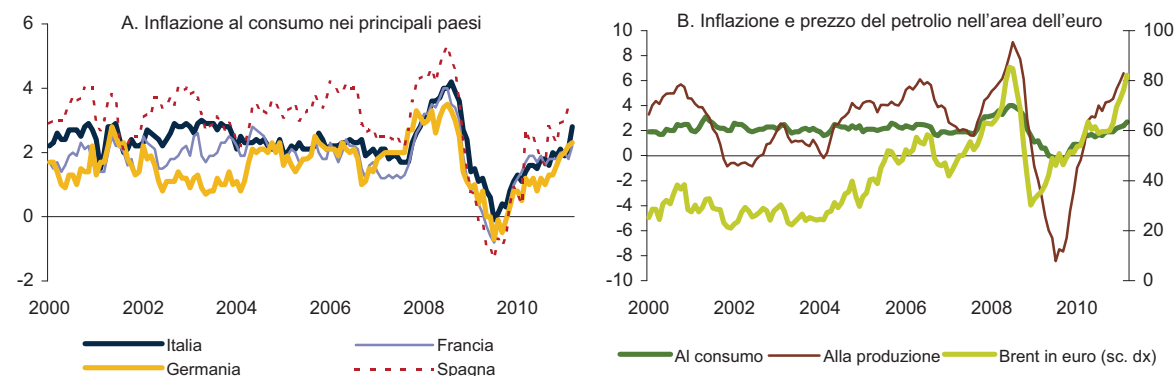 A. Inflazione al consumo nei principali paesi
6
4
2
0
-2
2000 2002 2004 2006 2008 2010
Italia Francia
Germania Spagna
B. Inflazione e prezzo del petrolio nell'area dell'euro
10 100
8
6 80
4
2 60
0
-2
-4 40
-6 20
-8
-10 0
2000 2002 2004 2006 2008 2010
Al consumo Alla produzione Brent in euro (sc. dx)